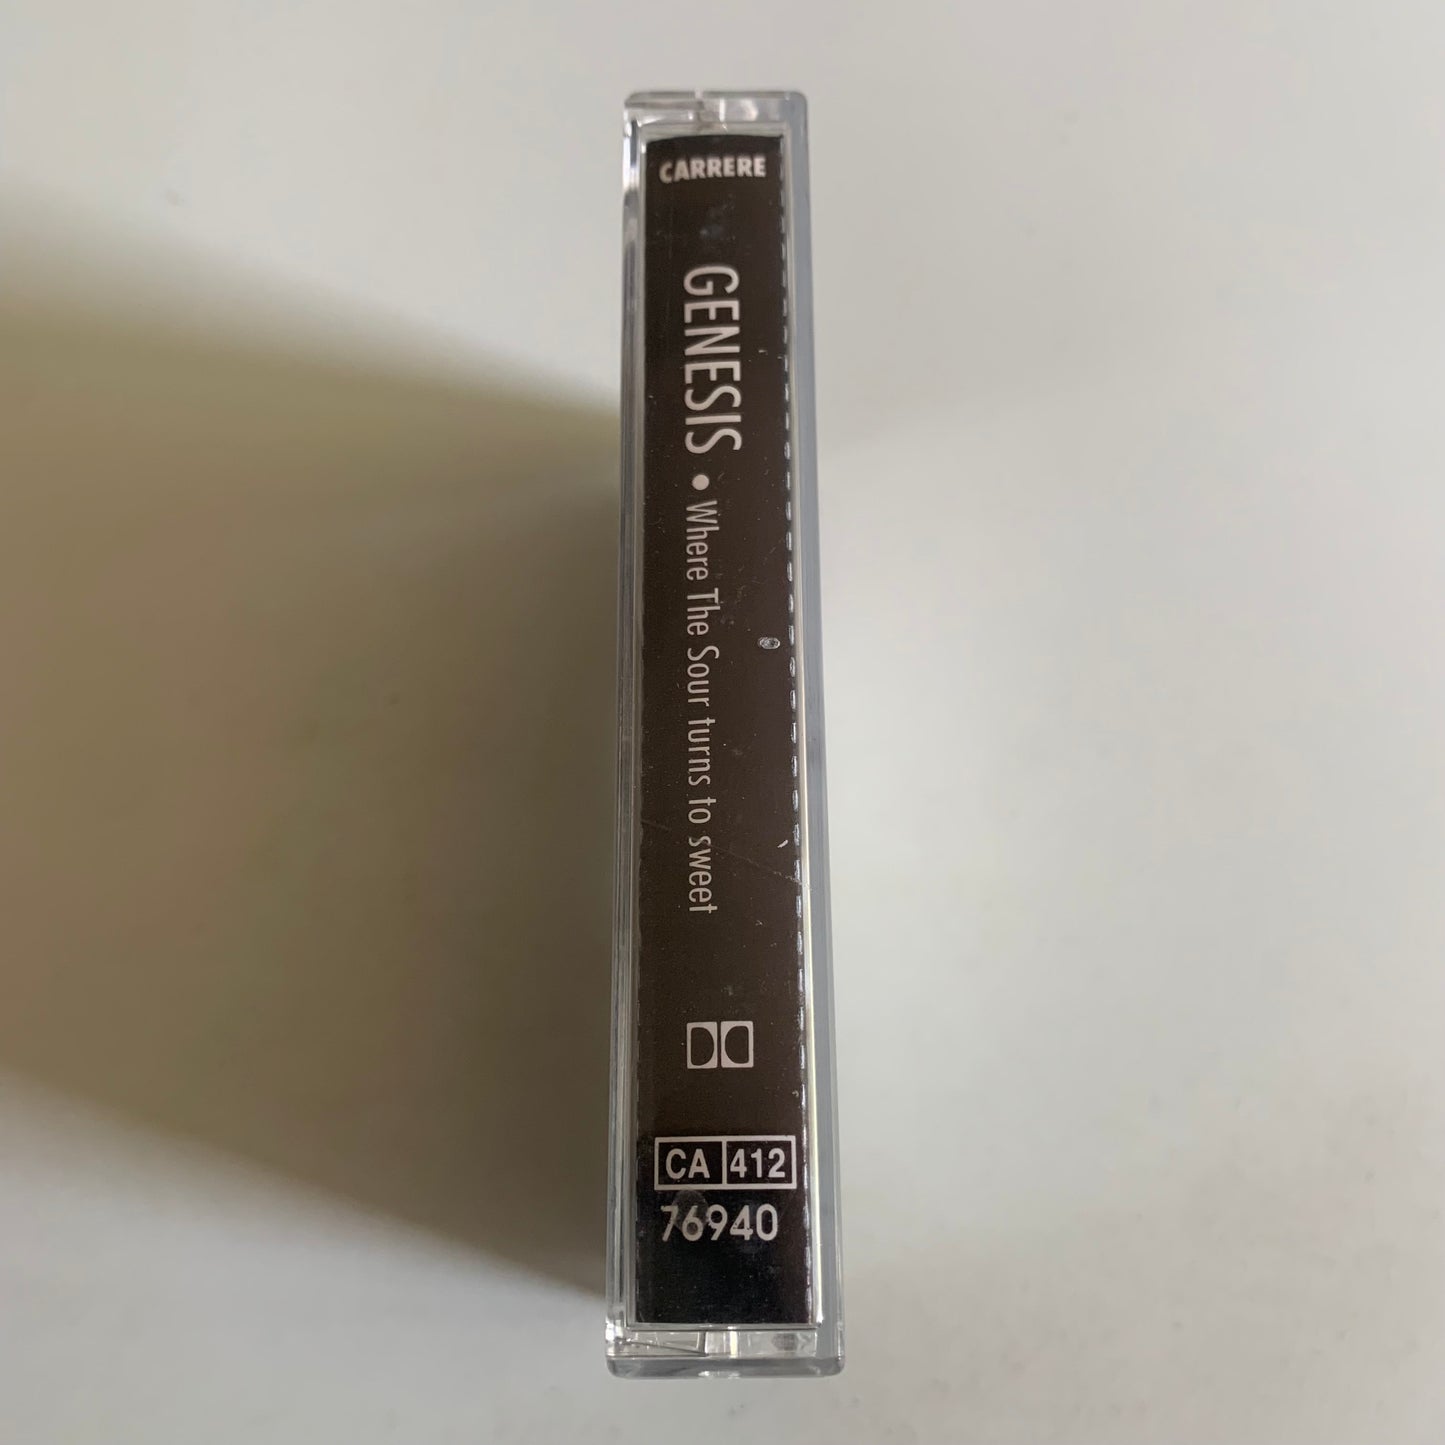 CARRERE
GENESIS • Where The Sour turns to sweet
CA 412
76940